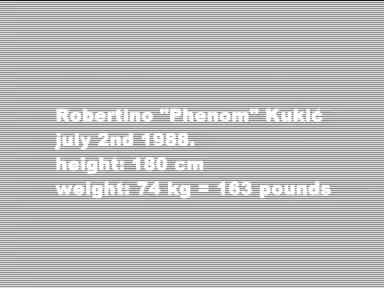 Robertino "Phenom" Kukić
july 2nd 1988.
height: 180 cm
weight: 74 kg = 163 pounds